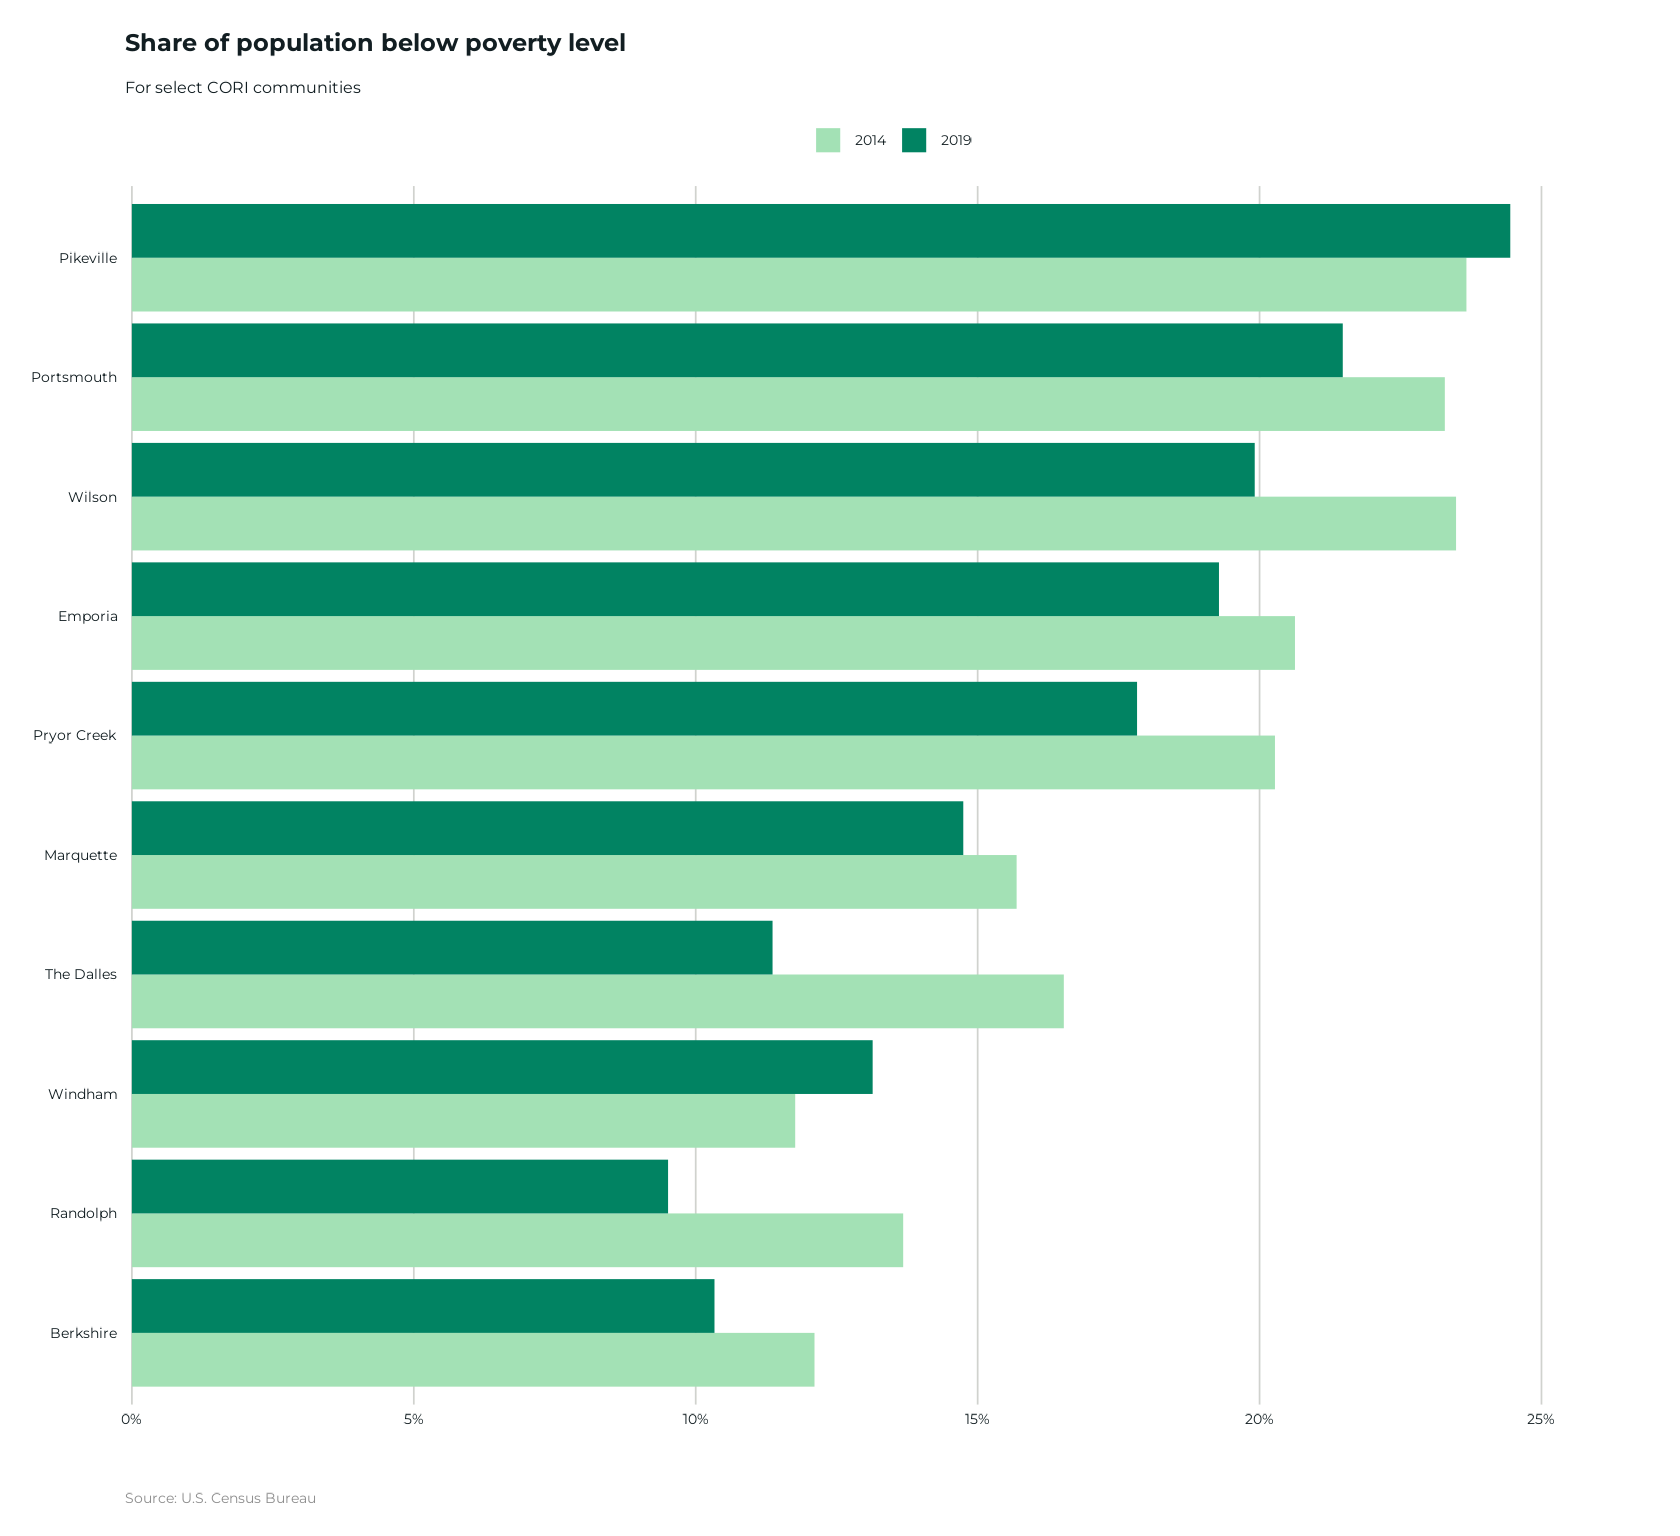 Share of population below poverty level
For select CORI communities
2014 2019
Pikeville
Portsmouth
Wilson
Emporia
Pryor Creek
Marquette
The Dalles
Windham
Randolph
Berkshire
0% 5% 10% 15% 20% 25%
Source: U.S. Census Bureau